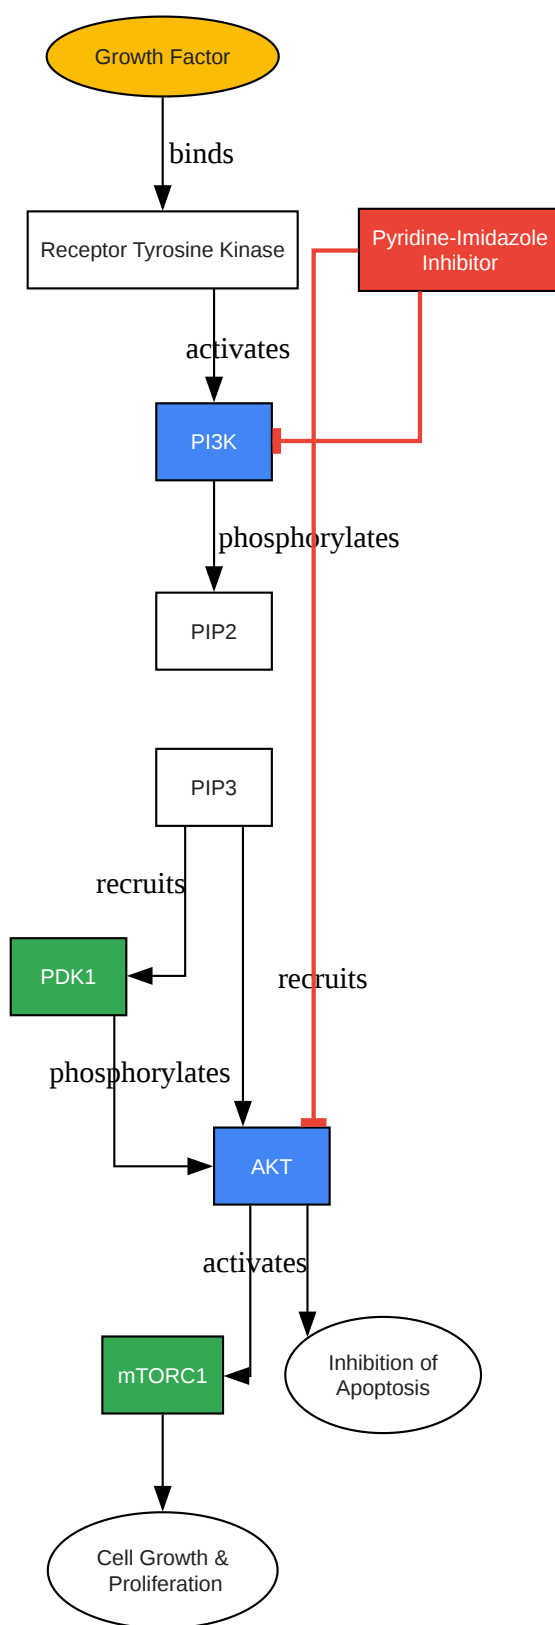 Growth Factor
binds
Receptor Tyrosine Kinase
Pyridine-Imidazole
Inhibitor
activates
PI3K
phosphorylates
PIP2
PIP3
recruits
PDK1
recruits
phosphorylates
AKT
activates
mTORC1
Inhibition of
Apoptosis
Cell Growth &
Proliferation